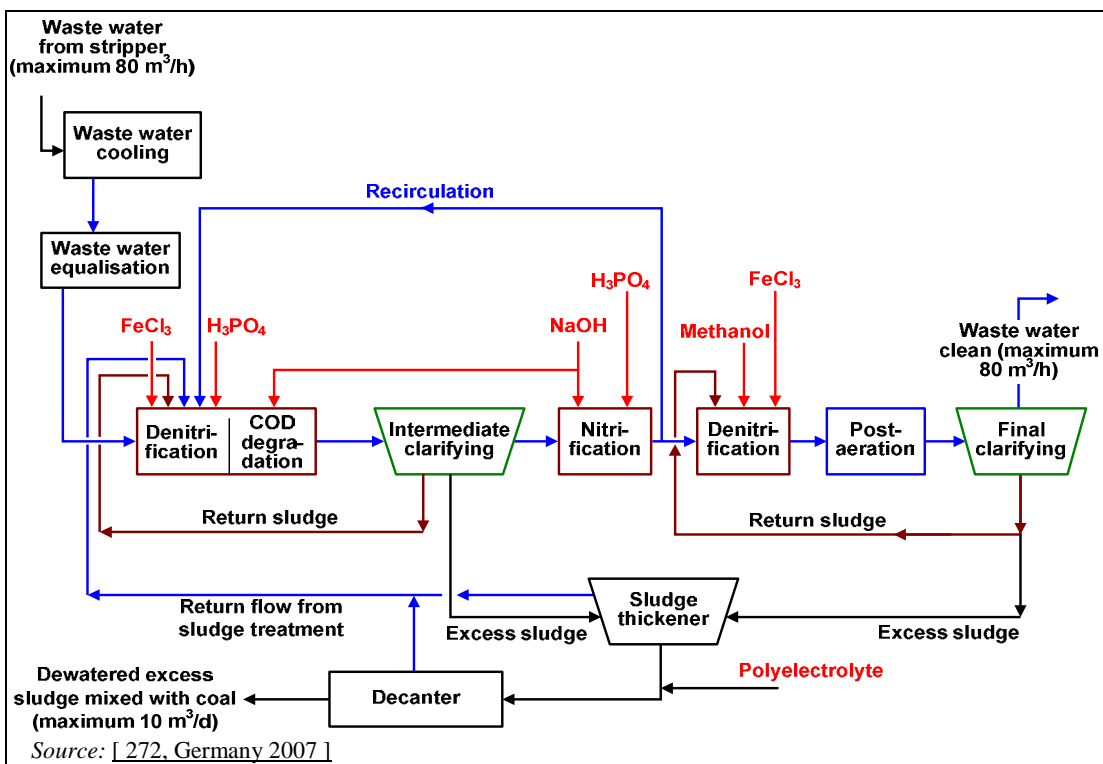 Waste water
from stripper
(maximum 80 m³/h)
Waste water
cooling
Recirculation
Waste water
equalisation
H₃PO₄
FeCl₃
FeCl₃
H₃PO₄
NaOH
Methanol
Waste water
clean (maximum
80 m³/h)
Denitri-
fication
COD
degra-
dation
Intermediate
clarifying
Nitri-
fication
Denitri-
fication
Post-
aeration
Final
clarifying
Return sludge
Return sludge
Return flow from
sludge treatment
Excess sludge
Sludge
thickener
Excess sludge
Polyelectrolyte
Dewatered excess
sludge mixed with coal
(maximum 10 m³/d)
Decanter
Source: [ 272, Germany 2007 ]